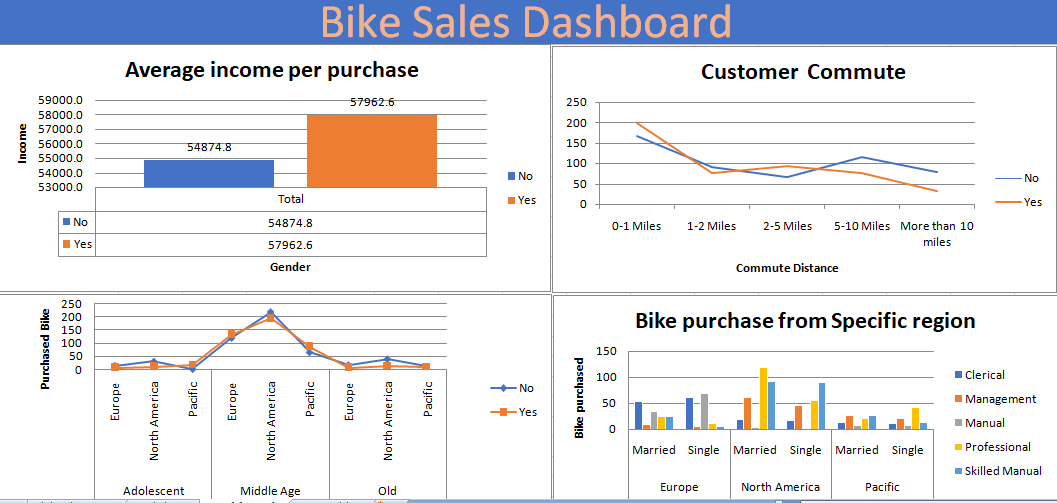 Bike Sales Dashboard
Average income per purchase
59000.0
58000.0
57000.0
56000.0
55000.0
54000.0
53000.0
Income
54874.8
57962.6
Total
No 54874.8
Yes 57962.6
Gender
No
Yes
Customer Commute
250
200
150
100
50
0
0-1 Miles 1-2 Miles 2-5 Miles 5-10 Miles More than 10
miles
Commute Distance
No
Yes
Purchased Bike
250
200
150
100
50
0
Europe North America Pacific Europe North America Pacific Europe North America Pacific
Adolescent Middle Age Old
No
Yes
Bike purchase from Specific region
Bike purchased
150
100
50
0
Married Single Married Single Married Single
Europe North America Pacific
Clerical
Management
Manual
Professional
Skilled Manual